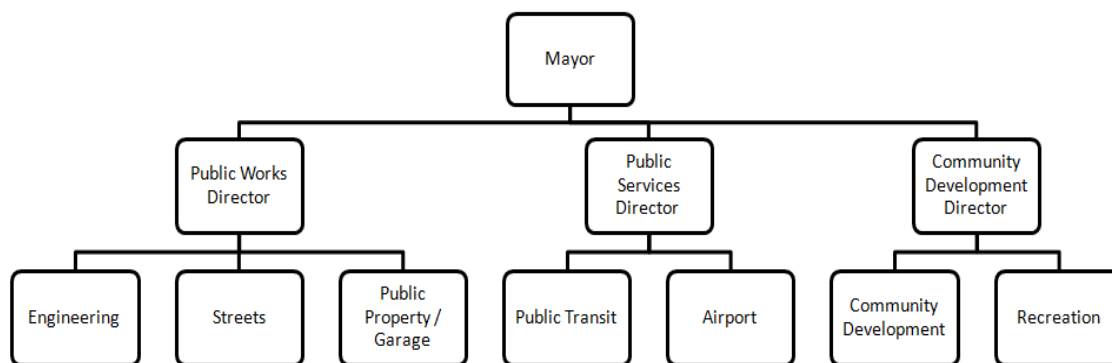 Mayor
Public Works
Director
Public
Services
Director
Community
Development
Director
Engineering
Streets
Public
Property /
Garage
Public Transit
Airport
Community
Development
Recreation